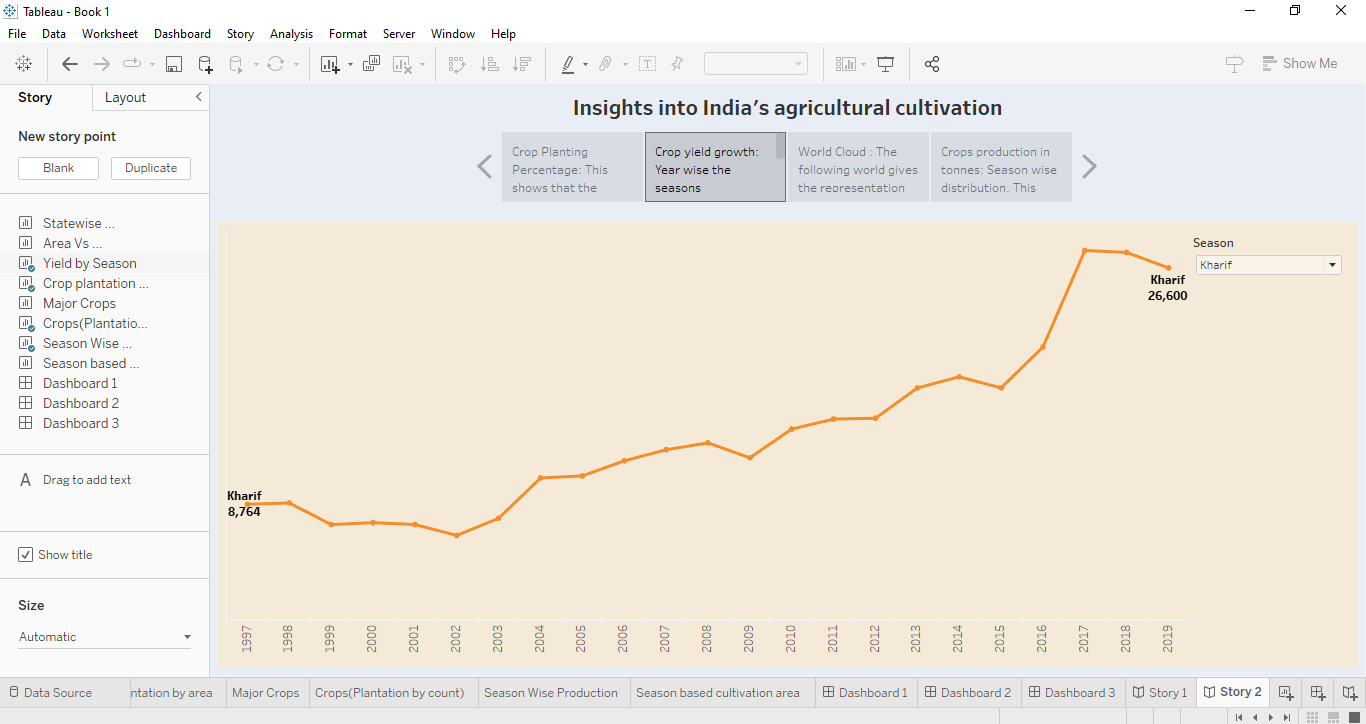 Tableau - Book 1
File Data Worksheet Dashboard Story Analysis Format Server Window Help
Show Me
Story Layout
New story point
Blank Duplicate
Statewise ...
Area Vs ...
Yield by Season
Crop plantation ...
Major Crops
Crops(Plantatio...
Season Wise ...
Season based ...
Dashboard 1
Dashboard 2
Dashboard 3
A Drag to add text
Show title
Size
Automatic
Insights into India's agricultural cultivation
Crop Planting
Percentage: This
shows that the
Crop yield growth:
Year wise the
seasons
World Cloud : The
following world gives
the representation
Crops production in
tonnes: Season wise
distribution. This
Season
Kharif
Kharif
26,600
Kharif
8,764
1997 1998 1999 2000 2001 2002 2003 2004 2005 2006 2007 2008 2009 2010 2011 2012 2013 2014 2015 2016 2017 2018 2019
Data Source ntation by area Major Crops Crops(Plantation by count) Season Wise Production Season based cultivation area Dashboard 1 Dashboard 2 Dashboard 3 Story 1 Story 2